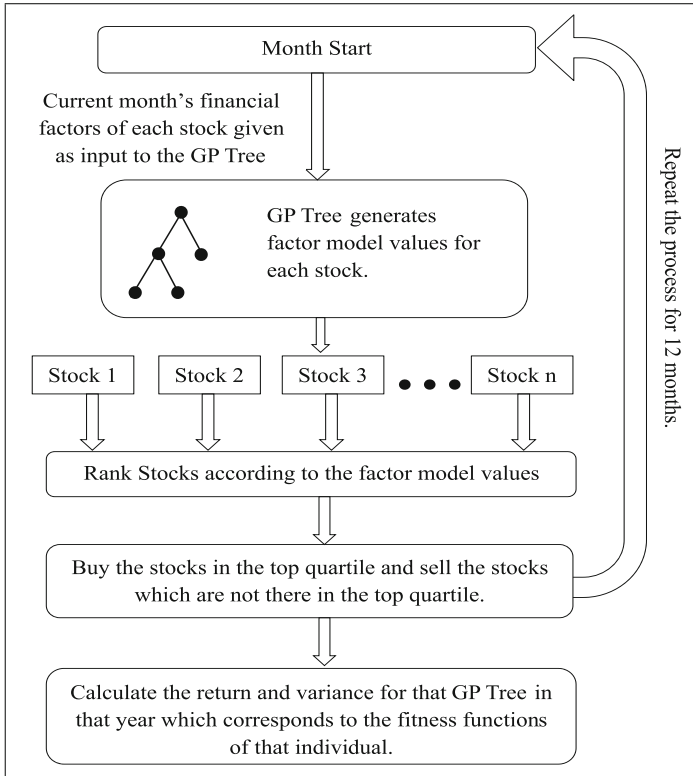 Month Start
Current month's financial
factors of each stock given
as input to the GP Tree
GP Tree generates
factor model values for
each stock.
Stock 1
Stock 2
Stock 3
Stock n
Rank Stocks according to the factor model values
Buy the stocks in the top quartile and sell the stocks
which are not there in the top quartile.
Repeat the process for 12 months.
Calculate the return and variance for that GP Tree in
that year which corresponds to the fitness functions
of that individual.